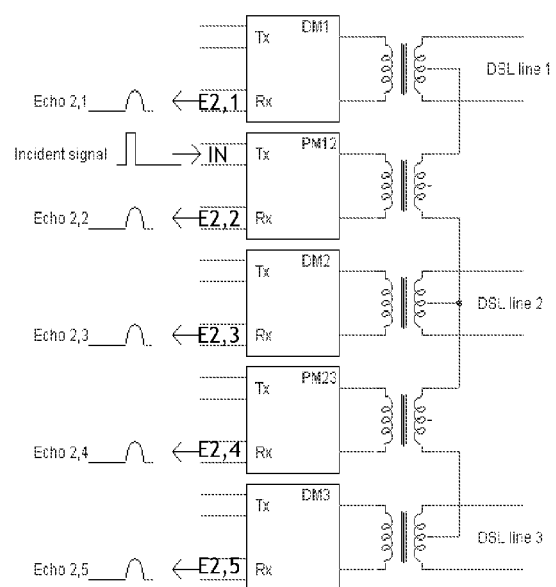 DM1
Tx
DSL line 1
Echo 2,1
E2,1
Rx
Incident signal
IN
Tx
PM12
Echo 2,2
E2,2
Rx
DM2
Tx
DSL line 2
Echo 2,3
E2,3
Rx
PM23
Tx
Echo 2,4
E2,4
Rx
DM3
Tx
DSL line 3
Echo 2,5
E2,5
Rx